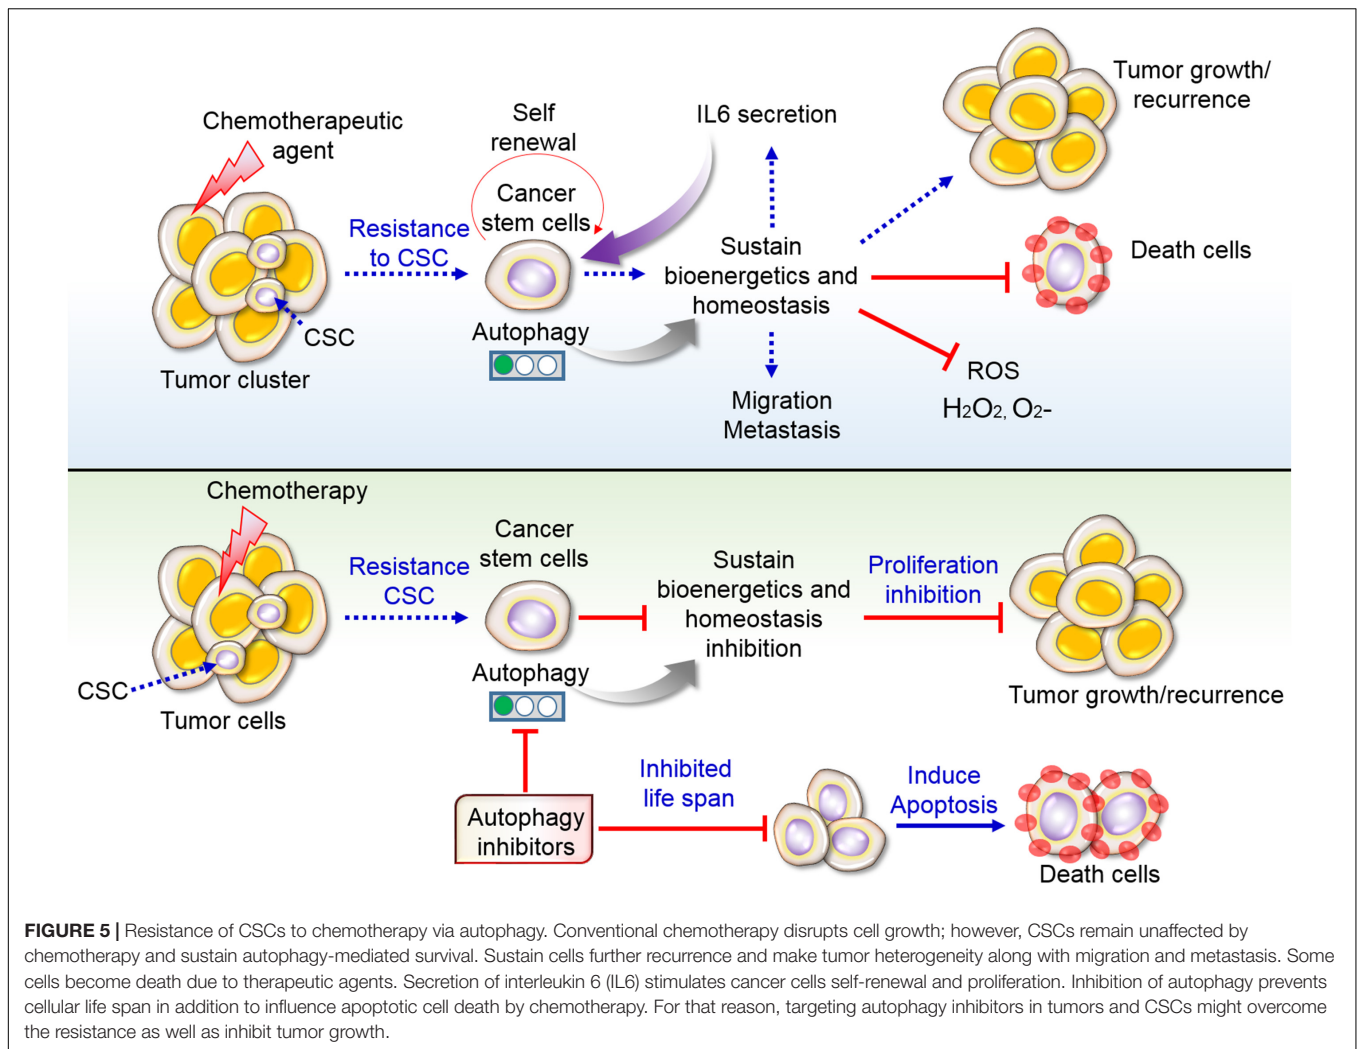 Chemotherapeutic
agent
Self
renewal
IL6 secretion
Tumor growth/
recurrence
Cancer
stem cells
Resistance
to CSC
Sustain
bioenergetics and
homeostasis
Death cells
CSC
Autophagy
Tumor cluster
Migration
Metastasis
ROS
H2O2, O2-
Chemotherapy
Cancer
stem cells
Resistance
CSC
Sustain
bioenergetics and
homeostasis
inhibition
Proliferation
inhibition
Autophagy
CSC
Tumor cells
Tumor growth/recurrence
Inhibited
life span
Induce
Apoptosis
Autophagy
inhibitors
Death cells
FIGURE 5 | Resistance of CSCs to chemotherapy via autophagy. Conventional chemotherapy disrupts cell growth; however, CSCs remain unaffected by
chemotherapy and sustain autophagy-mediated survival. Sustain cells further recurrence and make tumor heterogeneity along with migration and metastasis. Some
cells become death due to therapeutic agents. Secretion of interleukin 6 (IL6) stimulates cancer cells self-renewal and proliferation. Inhibition of autophagy prevents
cellular life span in addition to influence apoptotic cell death by chemotherapy. For that reason, targeting autophagy inhibitors in tumors and CSCs might overcome
the resistance as well as inhibit tumor growth.